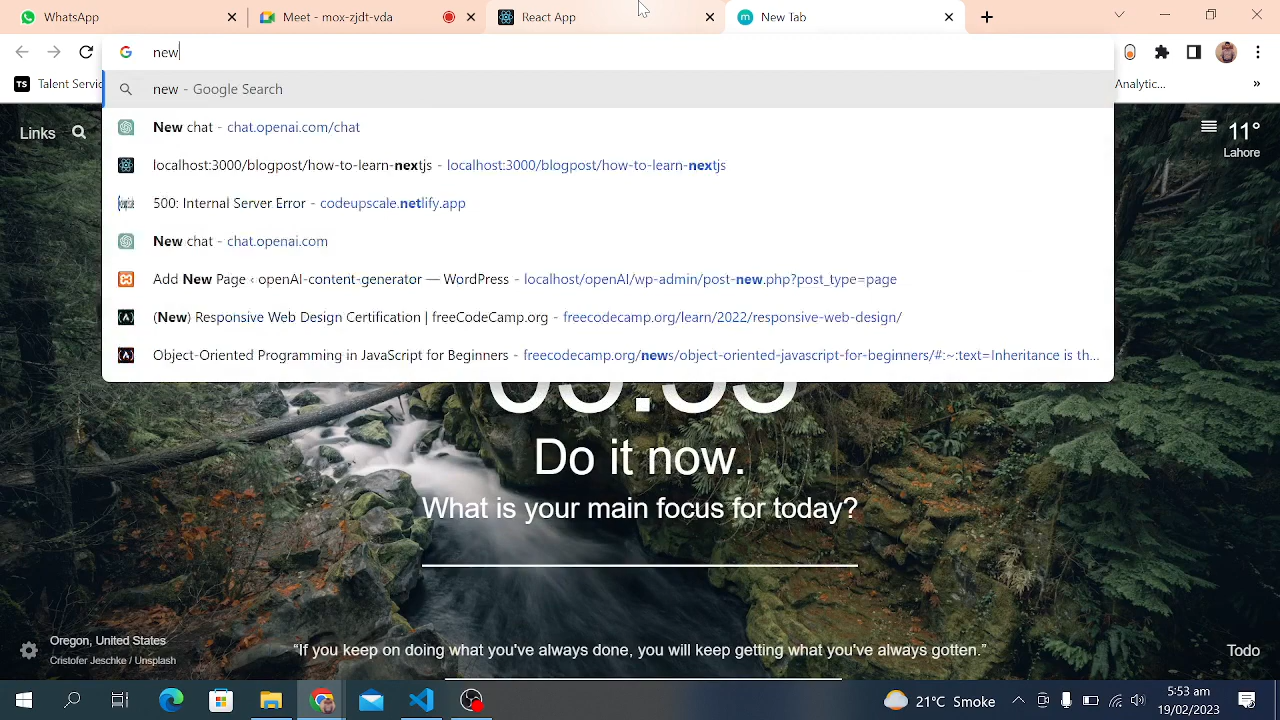 WhatsApp
Meet - mox-zgjd-mua
React App
New Tab
new
TS Talent Servic
Analytic...
»
new - Google Search
New chat - chat.openai.com/chat
localhost:3000/blogpost/how-to-learn-nextjs - localhost:3000/blogpost/how-to-learn-nextjs
500: Internal Server Error - codeupscale.netlify.app
New chat - chat.openai.com
Add New Page ‹ openAI-content-generator — WordPress - localhost/openAI/wp-admin/post-new.php?post_type=page
(New) Responsive Web Design Certification | freeCodeCamp.org - freecodecamp.org/learn/2022/responsive-web-design/
Object-Oriented Programming in JavaScript for Beginners - freecodecamp.org/news/object-oriented-javascript-for-beginners/#:~:text=Inheritance is th...
Links
11°
Lahore
Do it now.
What is your main focus for today?
Oregon, United States
Cristofer Jeschke / Unsplash
“If you keep on doing what you've always done, you will keep getting what you've always gotten.”
Todo
21°C Smoke
5:53 am
19/02/2023